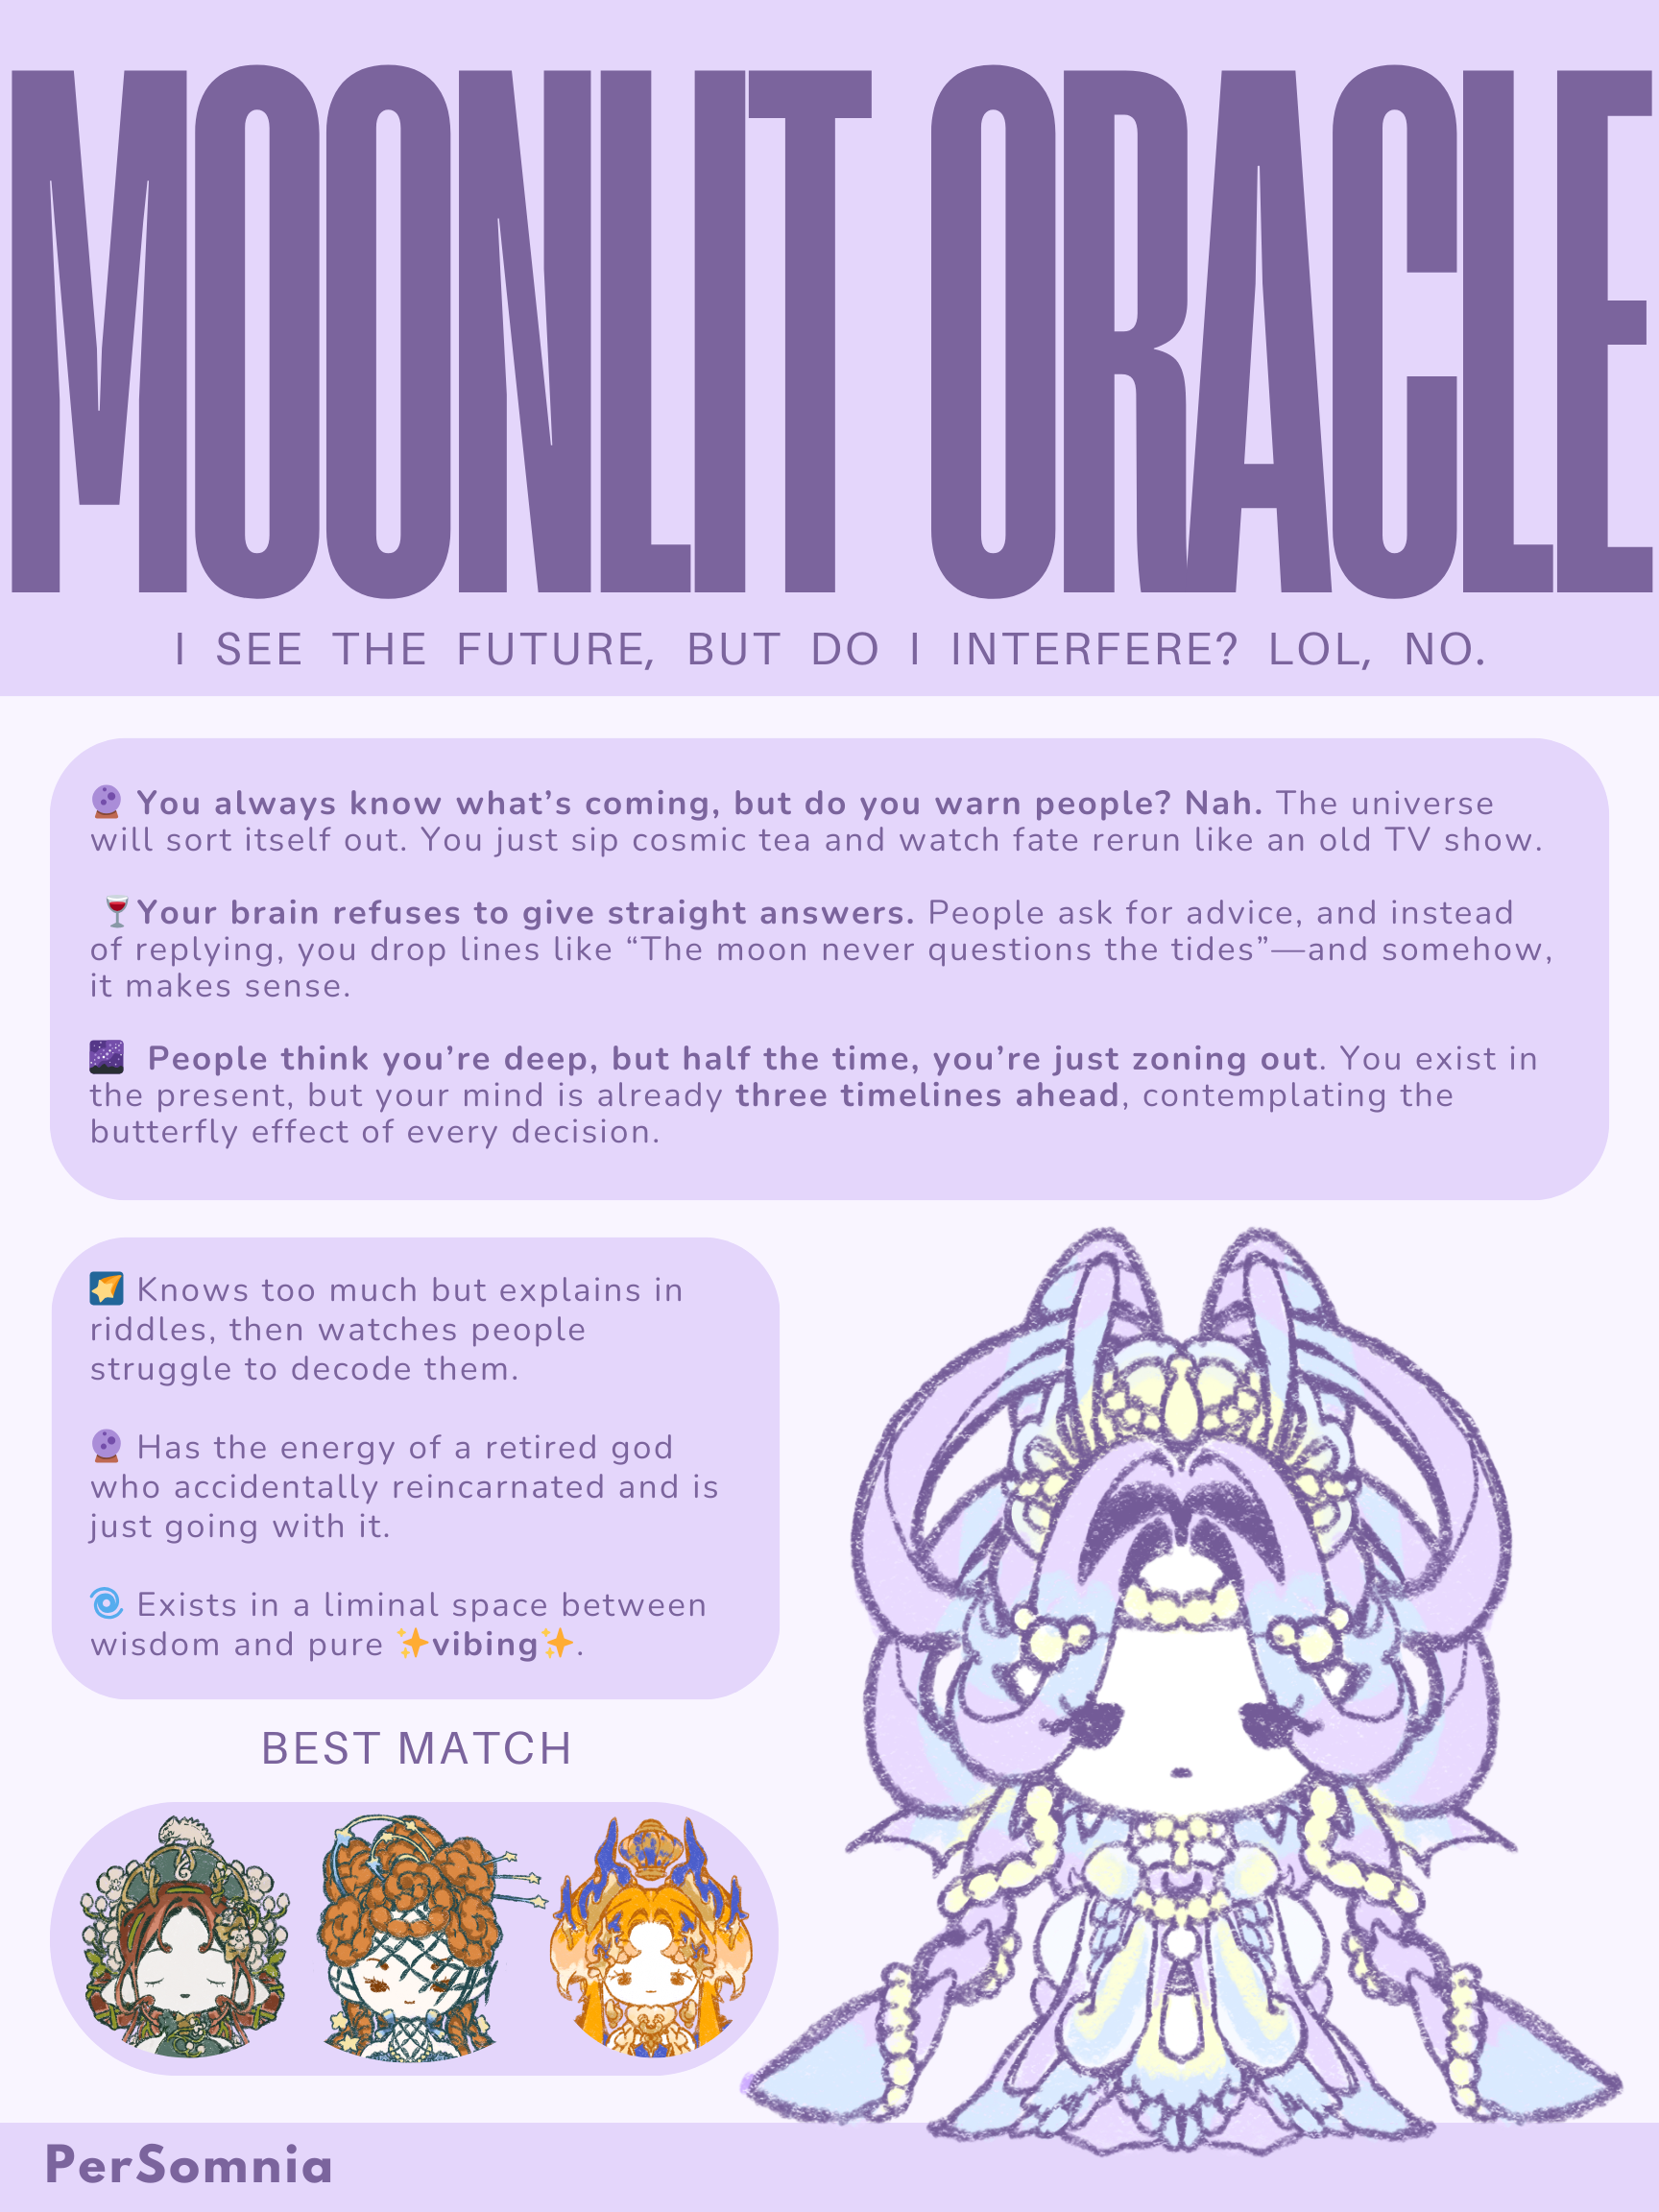 MOONLIT ORACLE
I SEE THE FUTURE, BUT DO I INTERFERE? LOL, NO.
🔮 You always know what’s coming, but do you warn people? Nah. The universe
will sort itself out. You just sip cosmic tea and watch fate rerun like an old TV show.
🍷Your brain refuses to give straight answers. People ask for advice, and instead
of replying, you drop lines like “The moon never questions the tides”—and somehow,
it makes sense.
🌌 People think you’re deep, but half the time, you’re just zoning out. You exist in
the present, but your mind is already three timelines ahead, contemplating the
butterfly effect of every decision.
🌠 Knows too much but explains in
riddles, then watches people
struggle to decode them.
🔮 Has the energy of a retired god
who accidentally reincarnated and is
just going with it.
🌀 Exists in a liminal space between
wisdom and pure ✨vibing✨.
BEST MATCH
PerSomnia